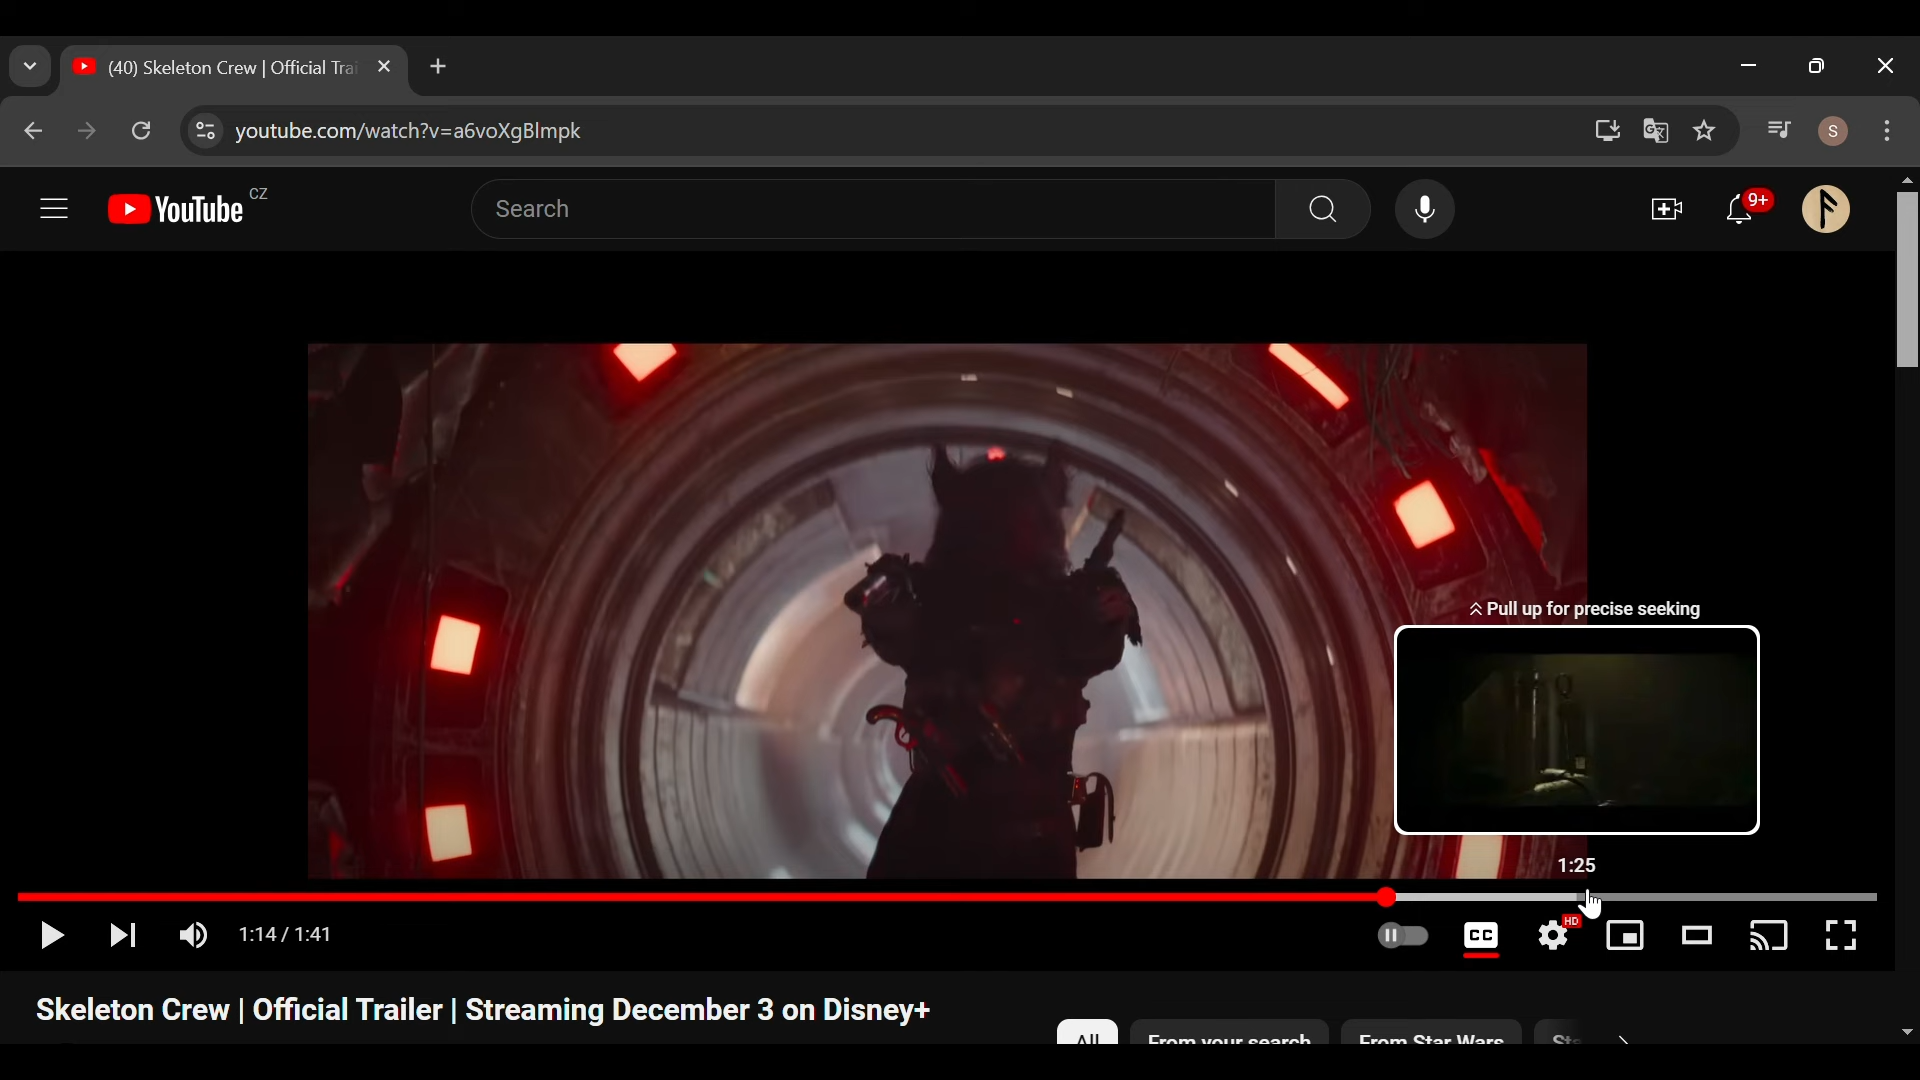 (40) Skeleton Crew | Official Trai
youtube.com/watch?v=a6voXgBlmpk
S
YouTube CZ
Search
9+
Pull up for precise seeking
1:25
1:14 / 1:41
CC
HD
Skeleton Crew | Official Trailer | Streaming December 3 on Disney+
All
From your search
From Star Wars